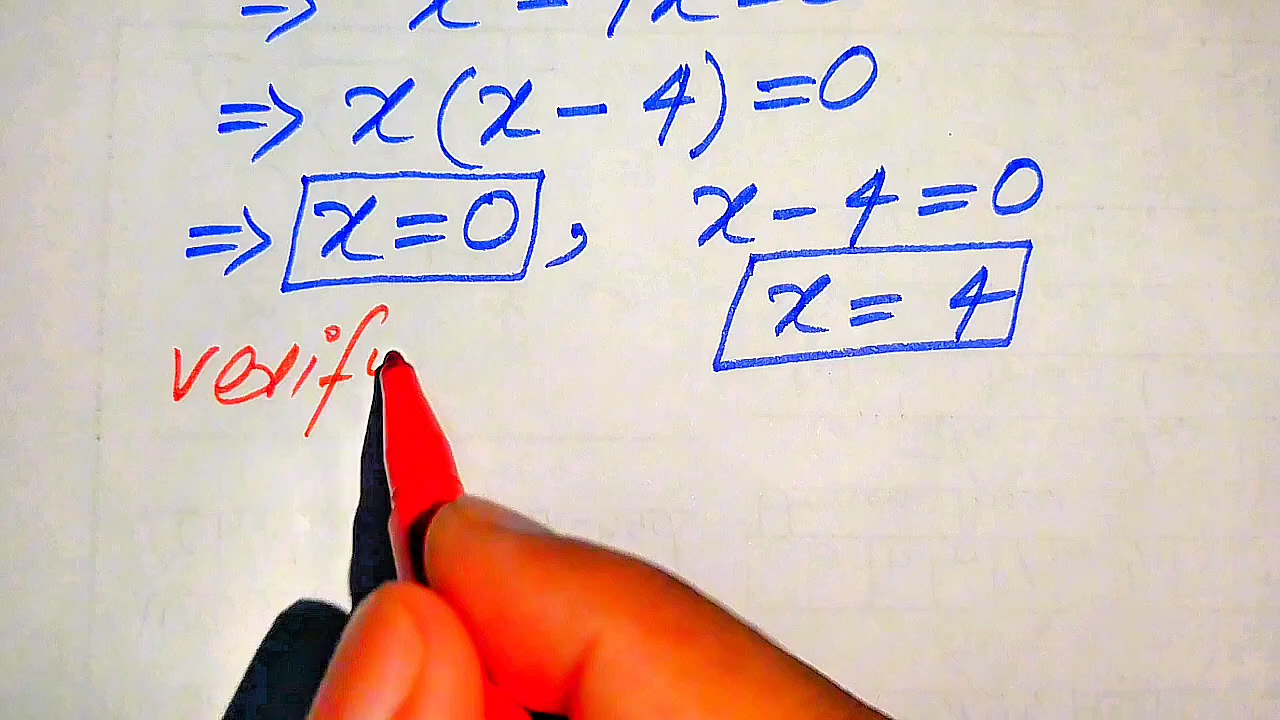 => x(x-4)=0
=> x=0, x-4=0
x=4
verify